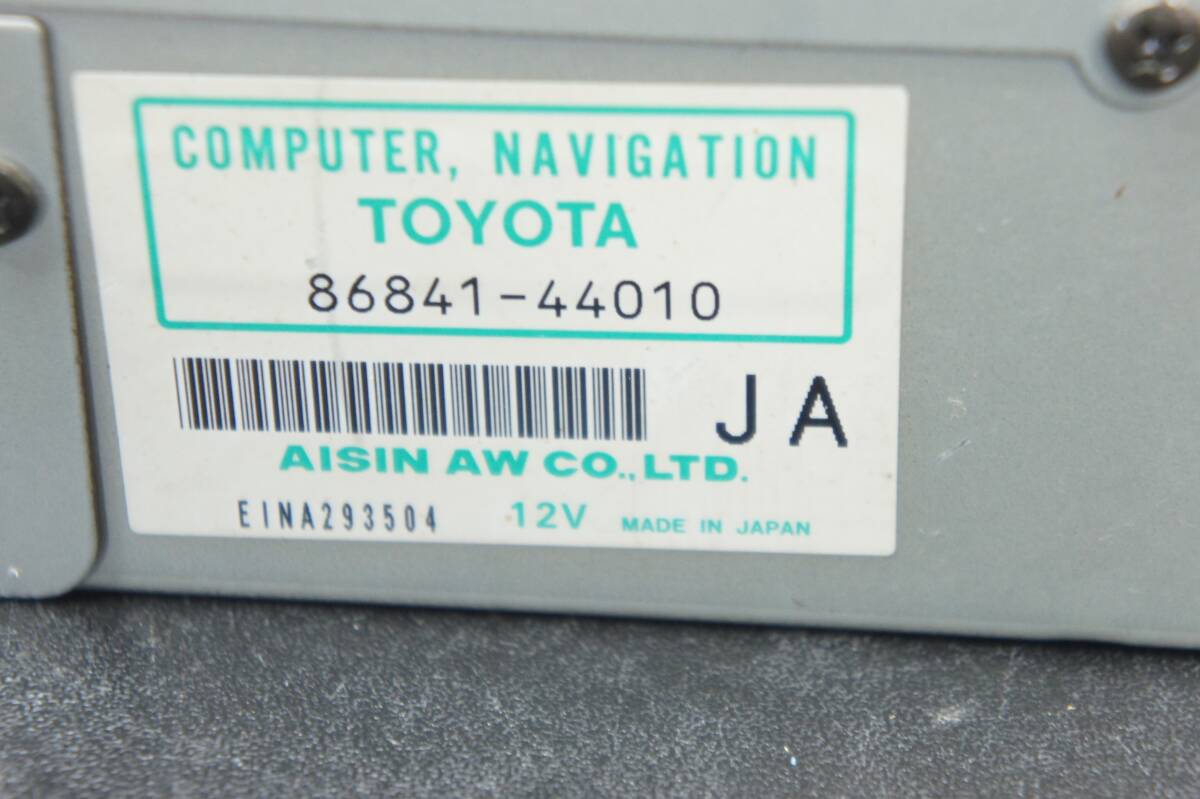 COMPUTER, NAVIGATION
TOYOTA
86841-44010
JA
AISIN AW CO., LTD.
EINA293504 12V MADE IN JAPAN